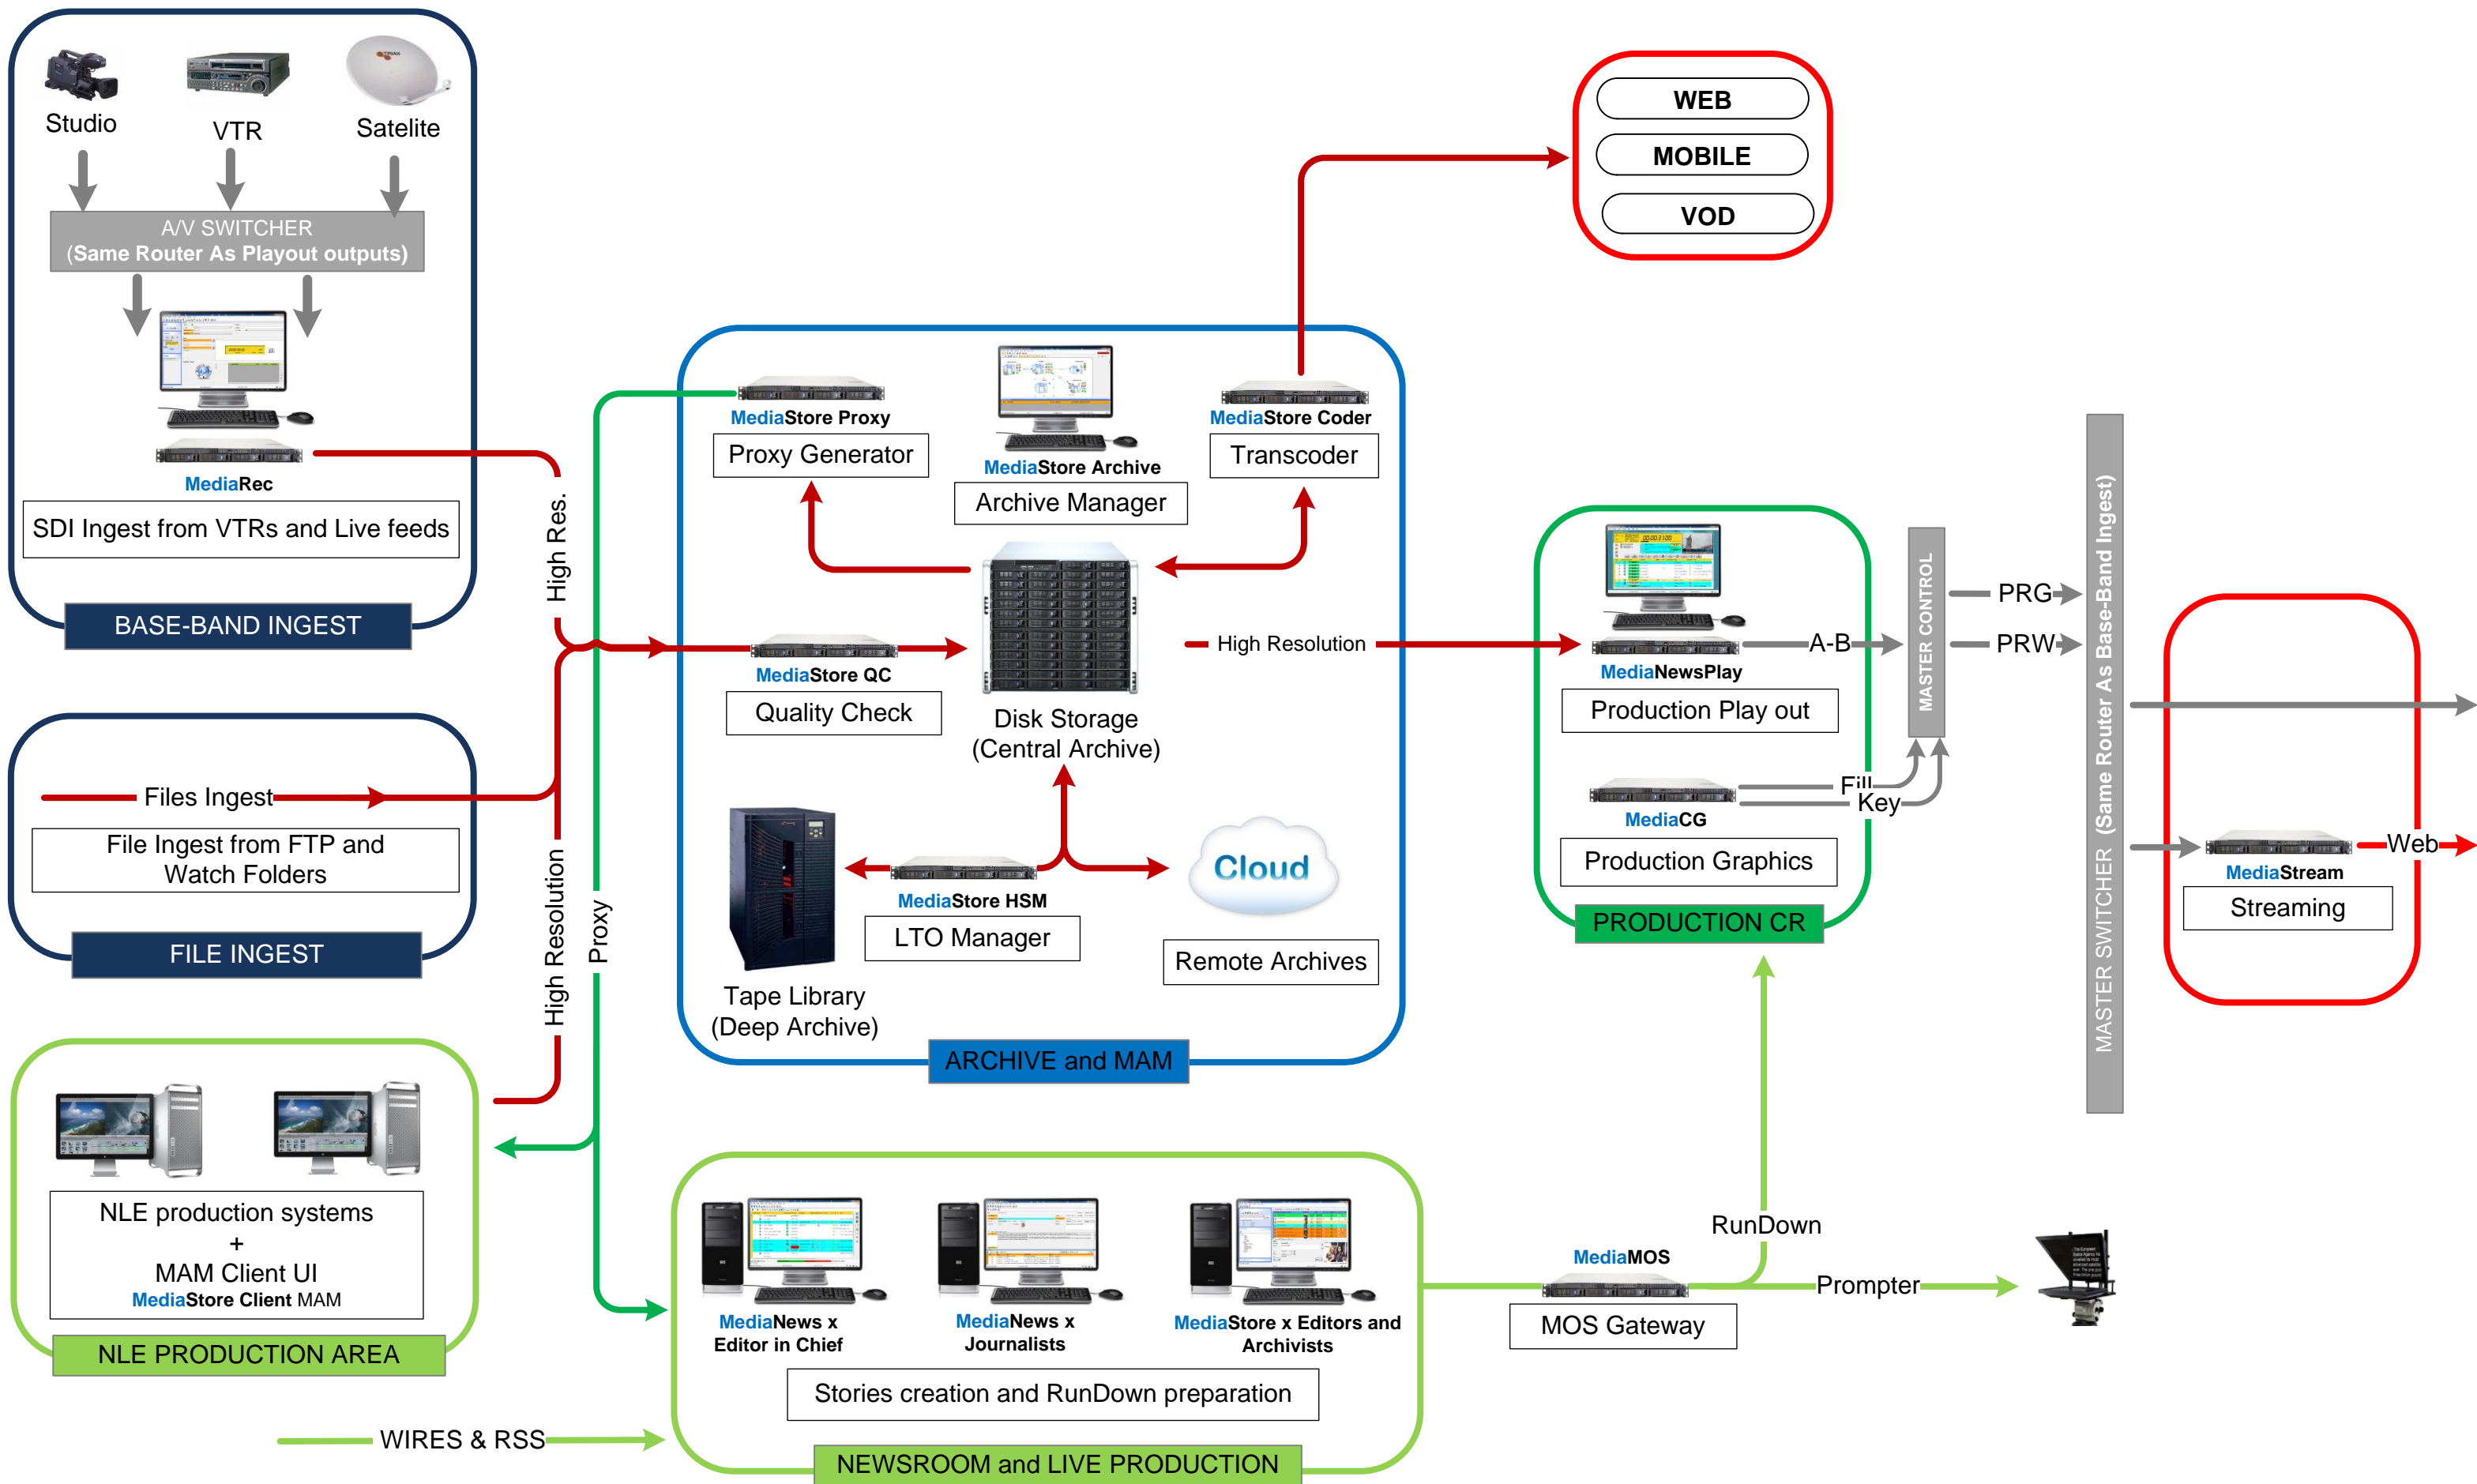 Studio
VTR
Satelite
A/V SWITCHER
(Same Router As Playout outputs)
MediaRec
SDI Ingest from VTRs and Live feeds
BASE-BAND INGEST
Files Ingest
File Ingest from FTP and
Watch Folders
FILE INGEST
NLE production systems
+
MAM Client UI
MediaStore Client MAM
NLE PRODUCTION AREA
WIRES & RSS
High Res.
High Resolution
Proxy
MediaStore Proxy
Proxy Generator
MediaStore Archive
Archive Manager
MediaStore Coder
Transcoder
MediaStore QC
Quality Check
Disk Storage
(Central Archive)
High Resolution
MediaStore HSM
LTO Manager
Cloud
Remote Archives
Tape Library
(Deep Archive)
ARCHIVE and MAM
MediaNews x
Editor in Chief
MediaNews x
Journalists
MediaStore x Editors and
Archivists
Stories creation and RunDown preparation
NEWSROOM and LIVE PRODUCTION
WEB
MOBILE
VOD
00:00:31:00
MediaNewsPlay
Production Play out
A-B
MediaCG
Production Graphics
Fill
Key
PRODUCTION CR
MASTER CONTROL
PRG
PRW
MASTER SWITCHER (Same Router As Base-Band Ingest)
MediaStream
Streaming
Web
MediaMOS
MOS Gateway
RunDown
Prompter